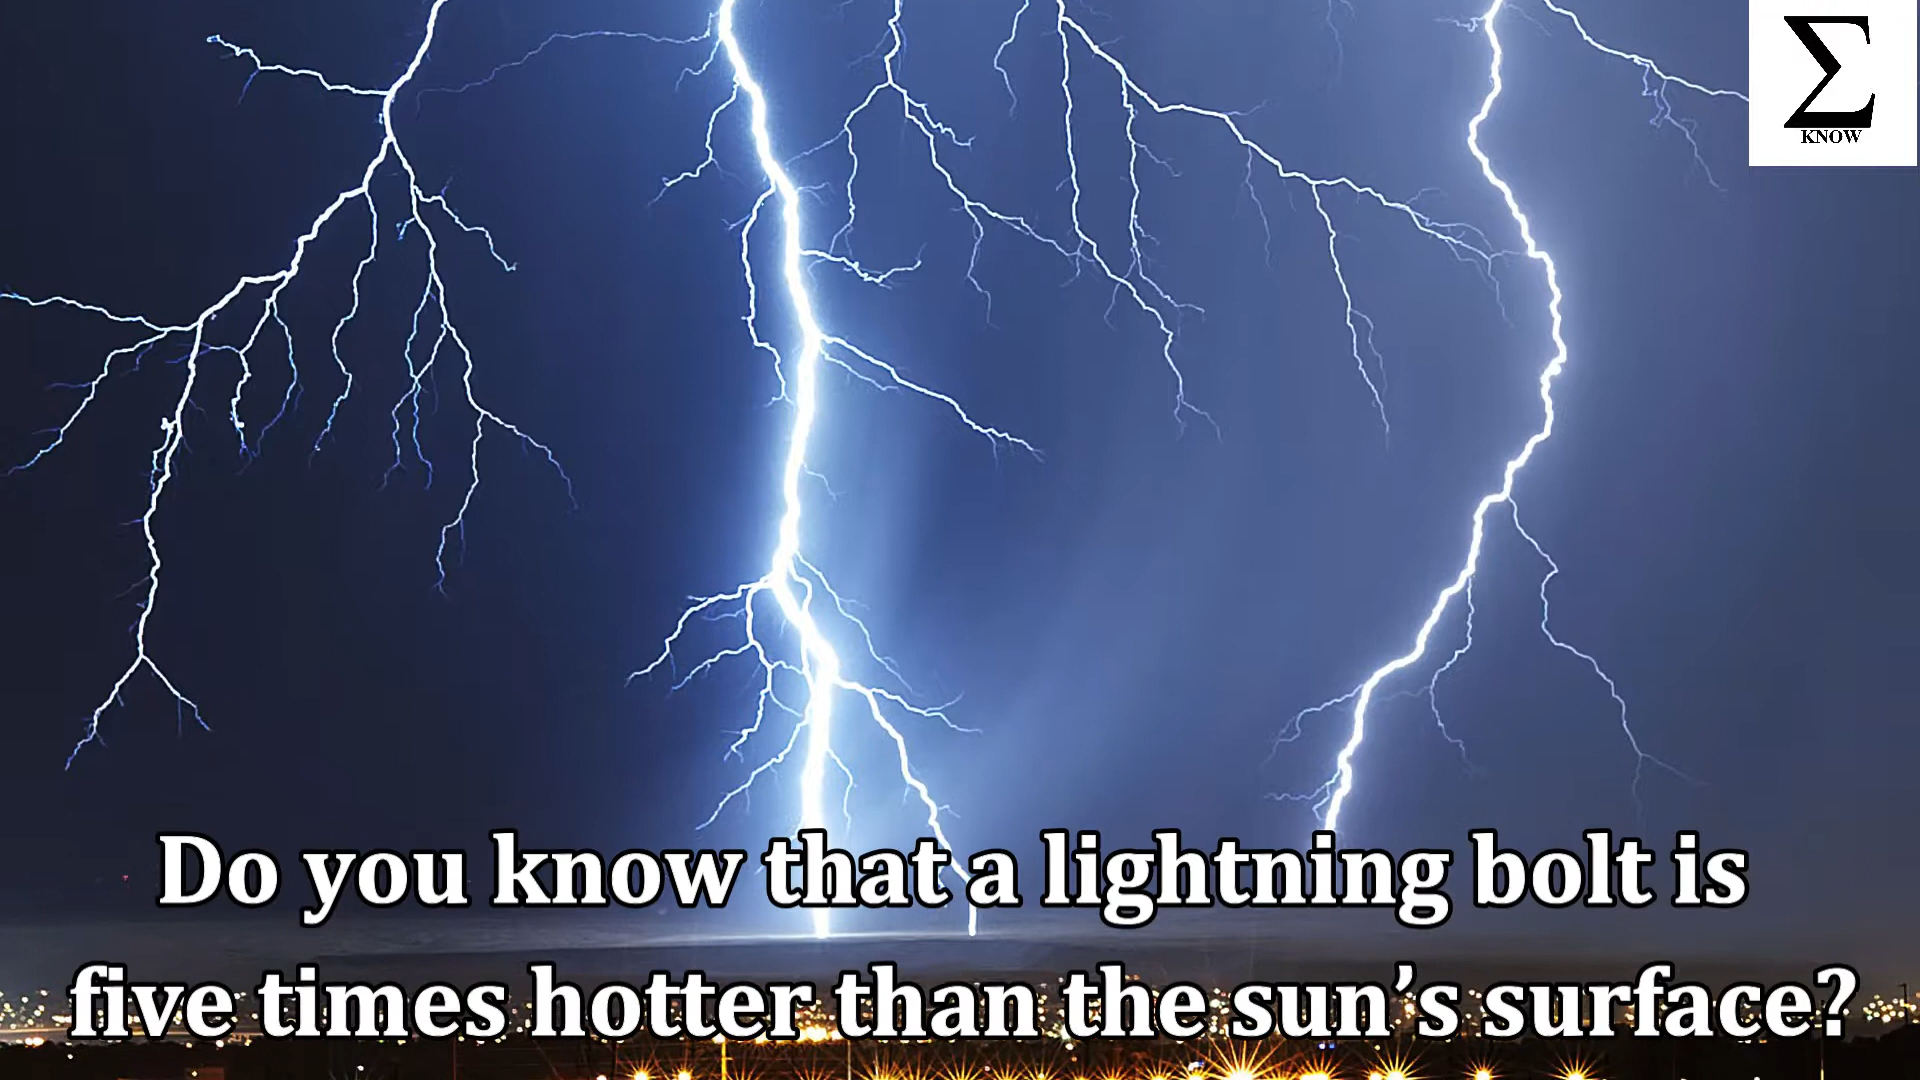 Σ
KNOW
Do you know that a lightning bolt is
five times hotter than the sun’s surface?